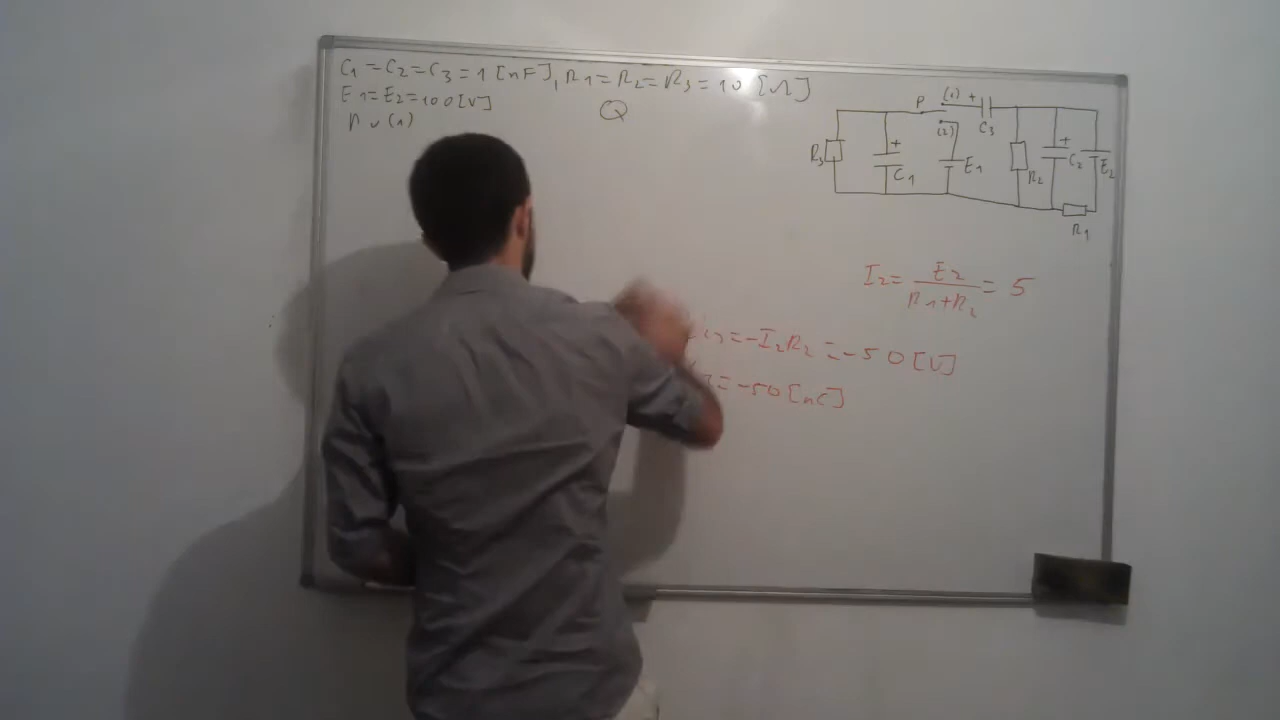 C1 = C2 = C3 = 1 [nF], R1 = R2 = R3 = 10 [Ω]
E1 = E2 = 100 [V]
P u (1)
Q
P
(1)
+
C3
(2)
R3
+
C1
E1
R2
+
C2
E2
R1
I2 = E2 / R1+R2 = 5
= -I2R2 = -50 [V]
= -50 [nC]